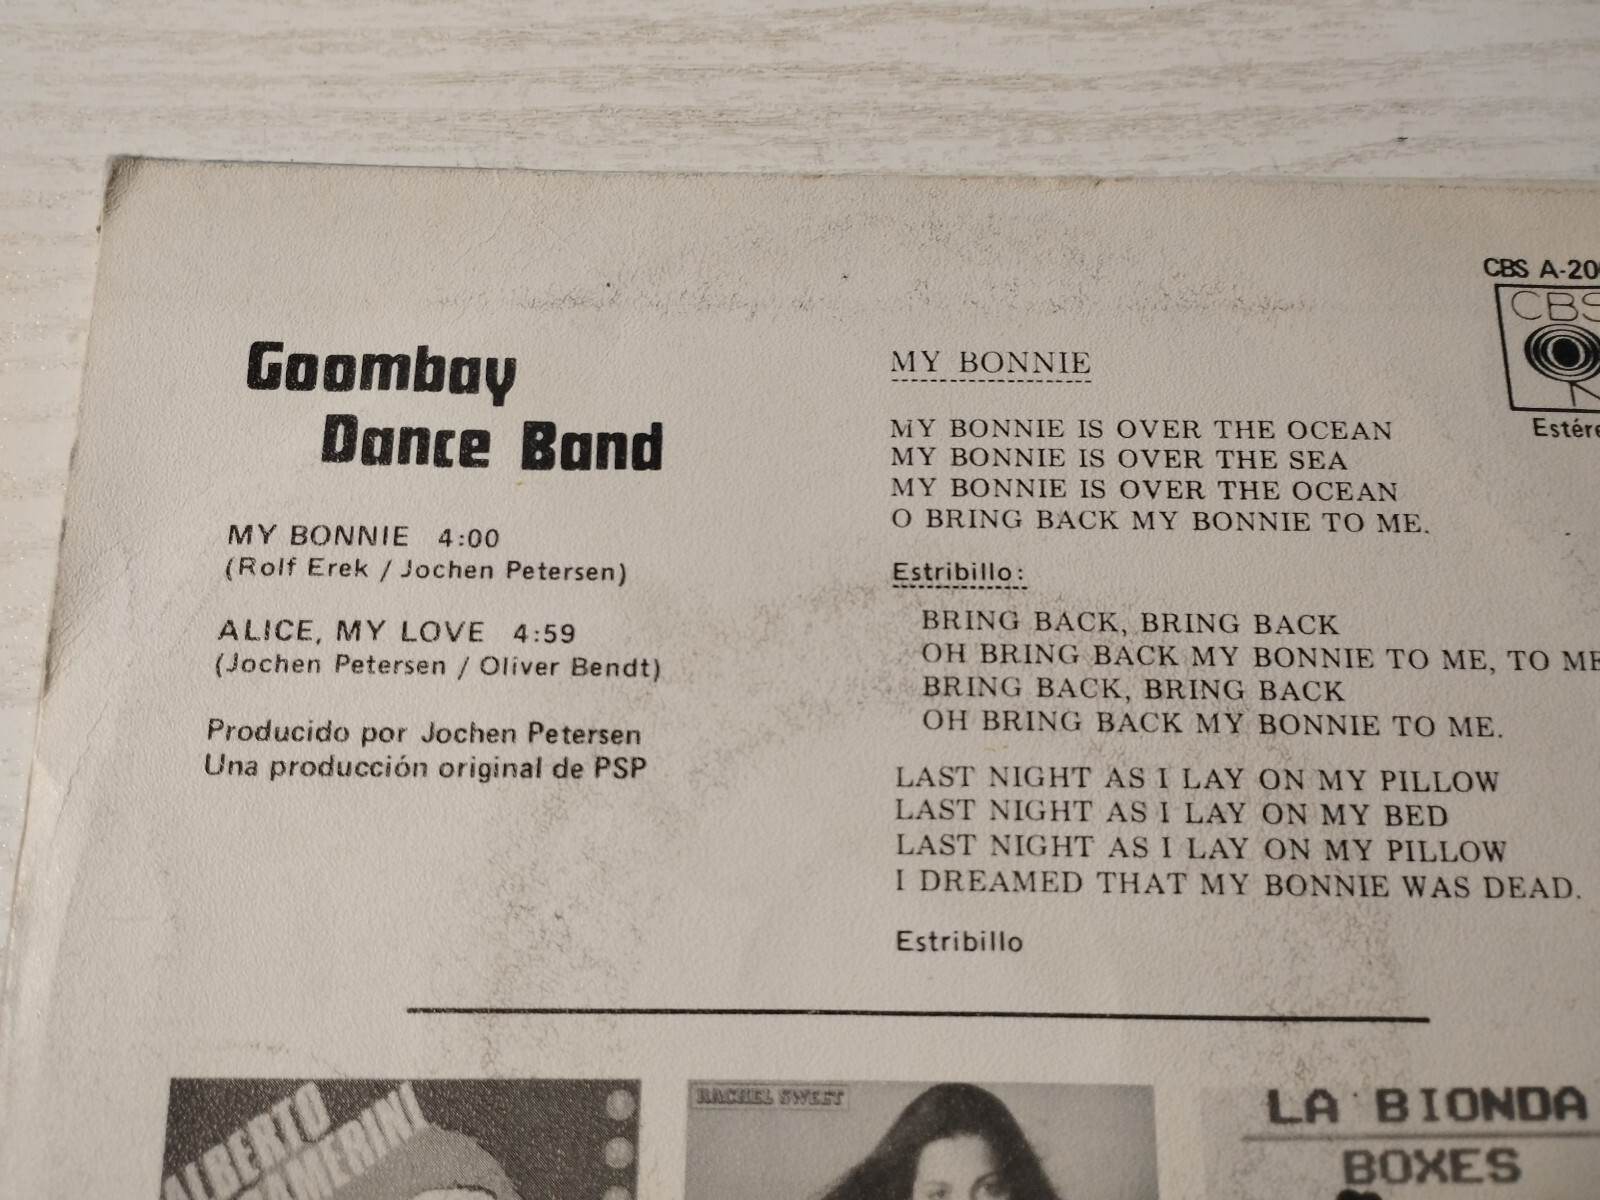 Goombay
Dance Band
MY BONNIE 4:00
(Rolf Erek / Jochen Petersen)
ALICE, MY LOVE 4:59
(Jochen Petersen / Oliver Bendt)
Producido por Jochen Petersen
Una producción original de PSP
MY BONNIE
MY BONNIE IS OVER THE OCEAN
MY BONNIE IS OVER THE SEA
MY BONNIE IS OVER THE OCEAN
O BRING BACK MY BONNIE TO ME.
Estribillo:
BRING BACK, BRING BACK
OH BRING BACK MY BONNIE TO ME, TO ME
BRING BACK, BRING BACK
OH BRING BACK MY BONNIE TO ME.
LAST NIGHT AS I LAY ON MY PILLOW
LAST NIGHT AS I LAY ON MY BED
LAST NIGHT AS I LAY ON MY PILLOW
I DREAMED THAT MY BONNIE WAS DEAD.
Estribillo
CBS
CBS
ALBERTO
CAMERINI
RACHEL SWEET
LA BIONDA
BOXES